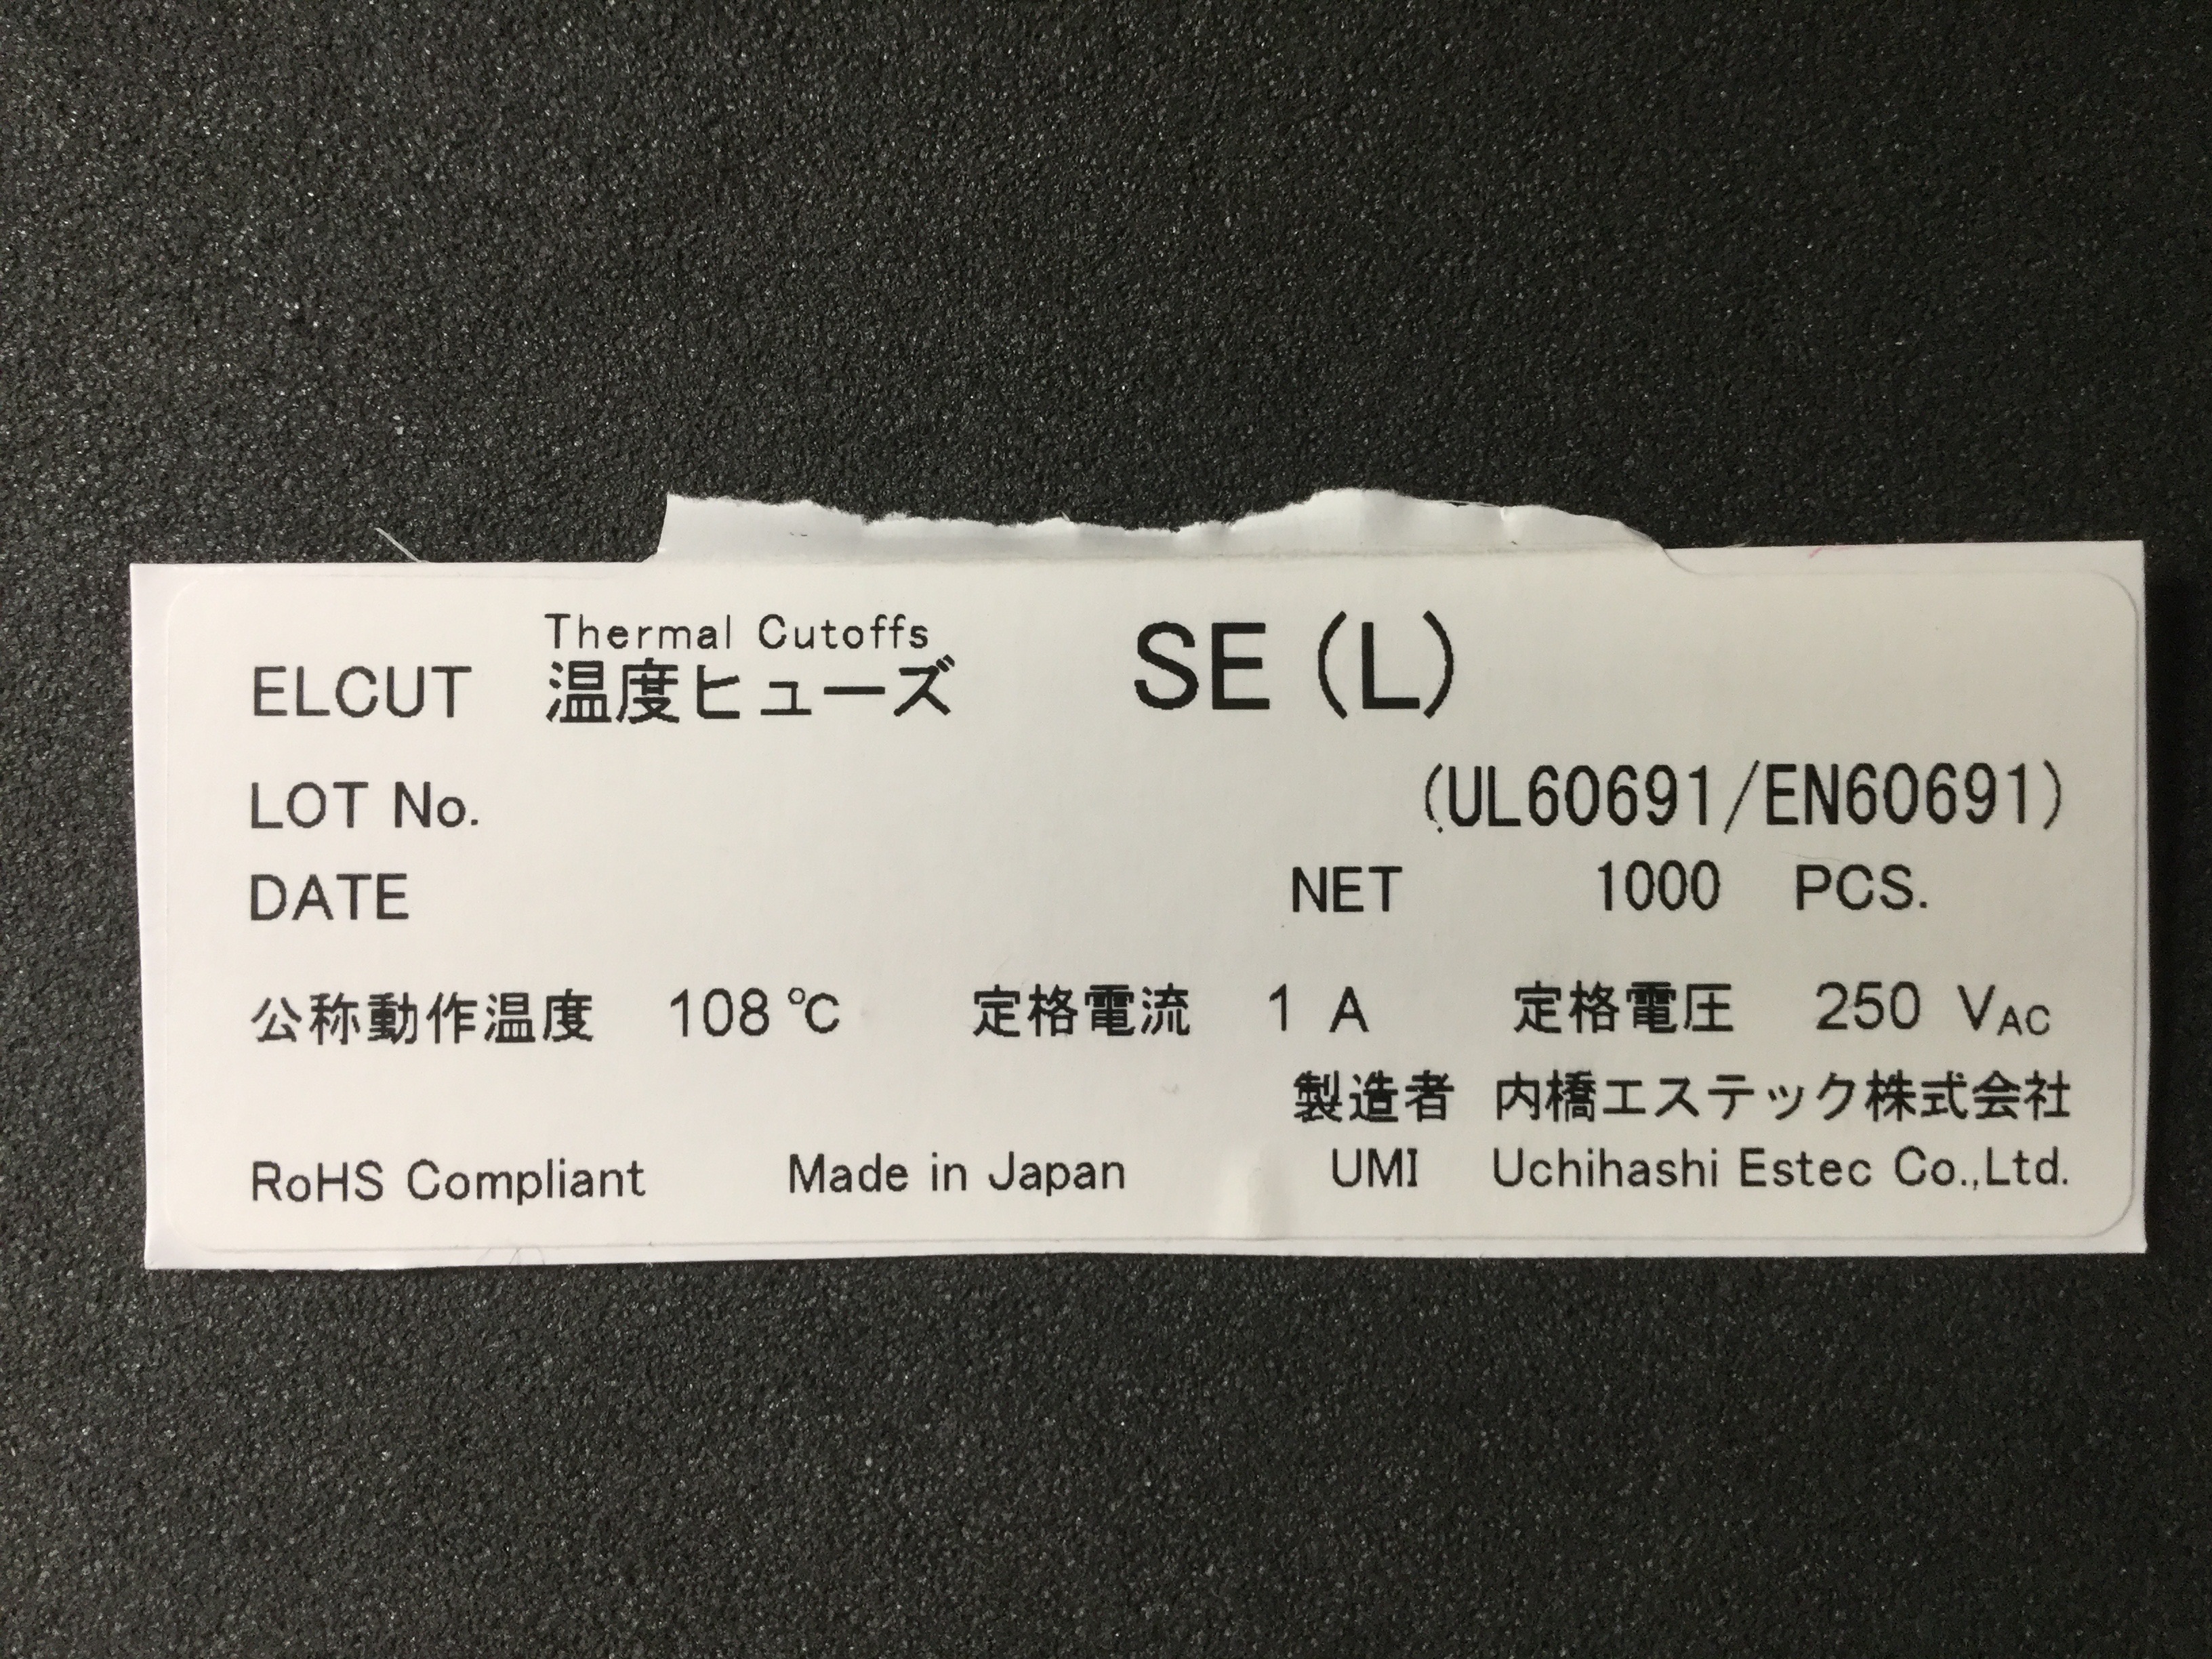 Thermal Cutoffs
ELCUT 温度ヒューズ SE (L)
LOT No. (UL60691/EN60691)
DATE NET 1000 PCS.
公称動作温度 108 ℃ 定格電流 1 A 定格電圧 250 VAC
製造者 内橋エステック株式会社
RoHS Compliant Made in Japan UMI Uchihashi Estec Co.,Ltd.